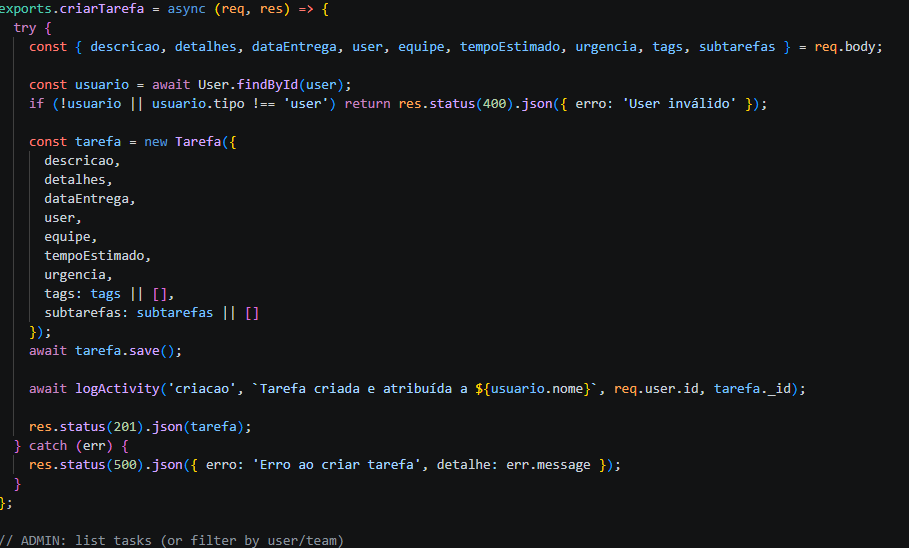 exports.criarTarefa = async (req, res) => {
  try {
    const { descricao, detalhes, dataEntrega, user, equipe, tempoEstimado, urgencia, tags, subtarefas } = req.body;
    const usuario = await User.findById(user);
    if (!usuario || usuario.tipo !== 'user') return res.status(400).json({ erro: 'User inválido' });
    const tarefa = new Tarefa({
      descricao,
      detalhes,
      dataEntrega,
      user,
      equipe,
      tempoEstimado,
      urgencia,
      tags: tags || [],
      subtarefas: subtarefas || []
    });
    await tarefa.save();
    await logActivity('criacao', `Tarefa criada e atribuída a ${usuario.nome}`, req.user.id, tarefa._id);
    res.status(201).json(tarefa);
  } catch (err) {
    res.status(500).json({ erro: 'Erro ao criar tarefa', detalhe: err.message });
  }
};
// ADMIN: list tasks (or filter by user/team)